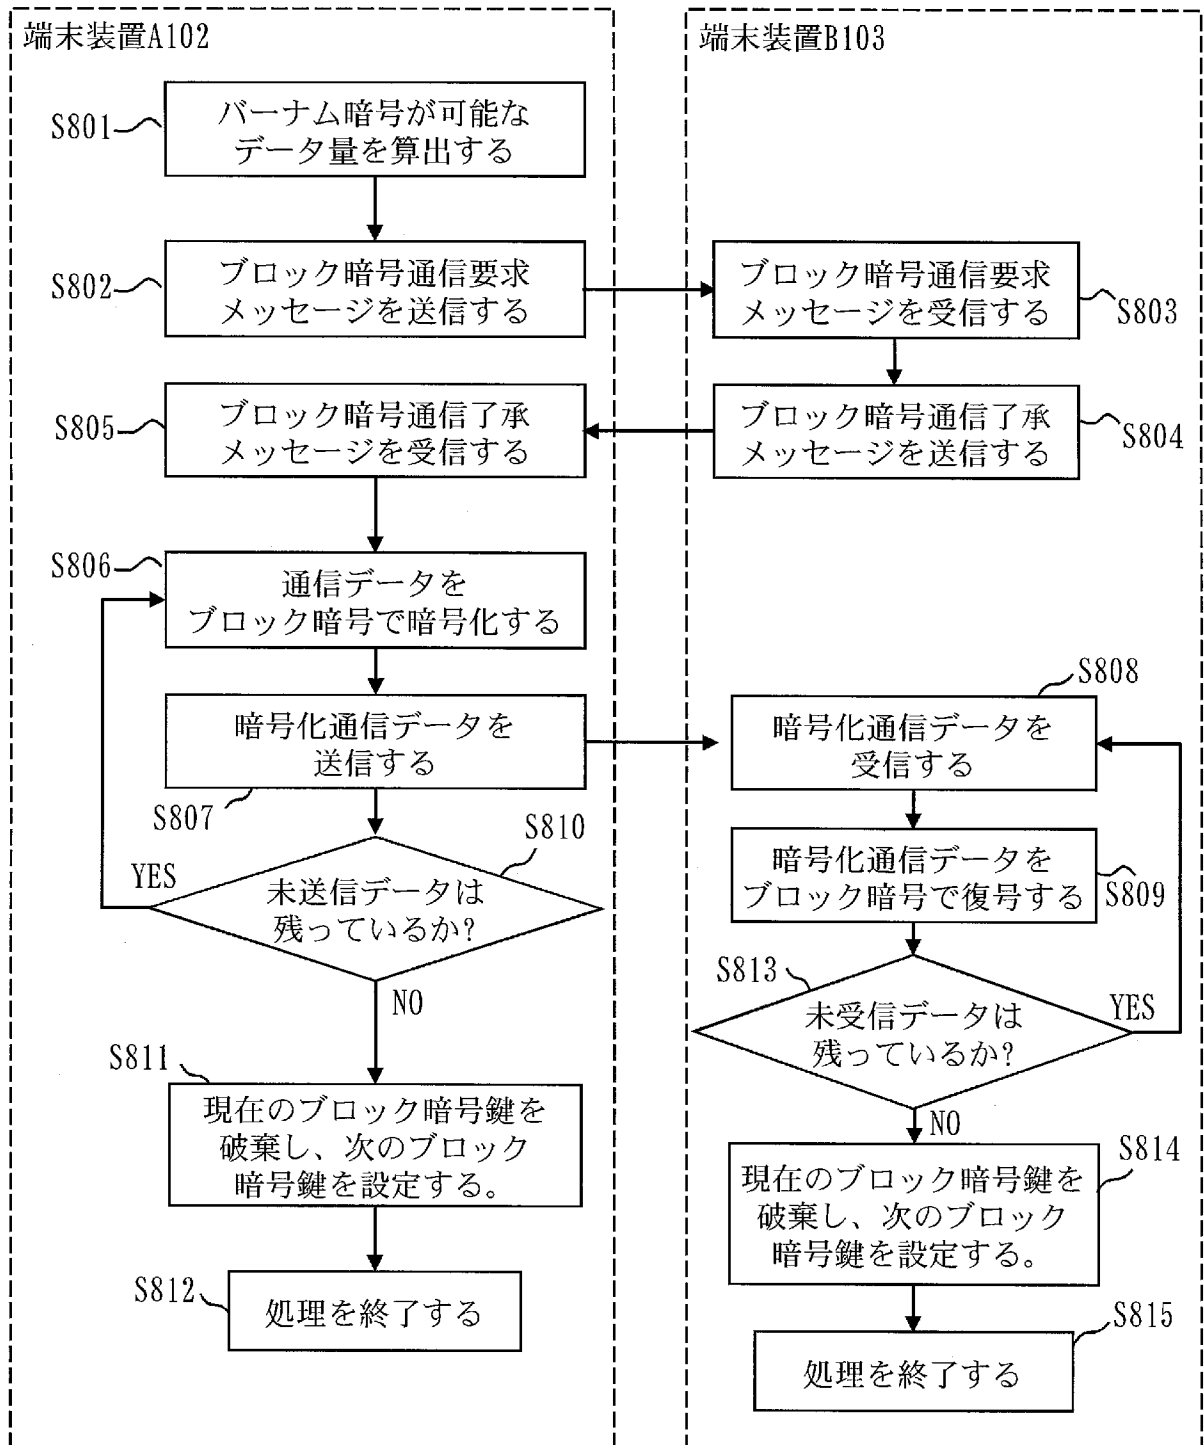 端末装置A102
S801
バーナム暗号が可能な
データ量を算出する
S802
ブロック暗号通信要求
メッセージを送信する
S805
ブロック暗号通信了承
メッセージを受信する
S806
通信データを
ブロック暗号で暗号化する
暗号化通信データを
送信する
S807
S810
YES
未送信データは
残っているか?
NO
S811
現在のブロック暗号鍵を
破棄し、次のブロック
暗号鍵を設定する。
S812
処理を終了する
端末装置B103
ブロック暗号通信要求
メッセージを受信する
S803
ブロック暗号通信了承
メッセージを送信する
S804
S808
暗号化通信データを
受信する
暗号化通信データを
ブロック暗号で復号する
S809
S813
未受信データは
残っているか?
YES
NO
S814
現在のブロック暗号鍵を
破棄し、次のブロック
暗号鍵を設定する。
S815
処理を終了する